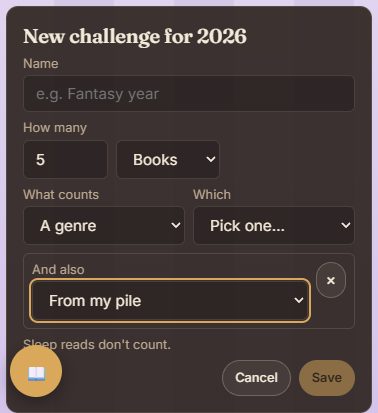 New challenge for 2026
Name
e.g. Fantasy year
How many
5 Books
What counts Which
A genre Pick one...
And also
From my pile
×
Sleep reads don't count.
Cancel Save